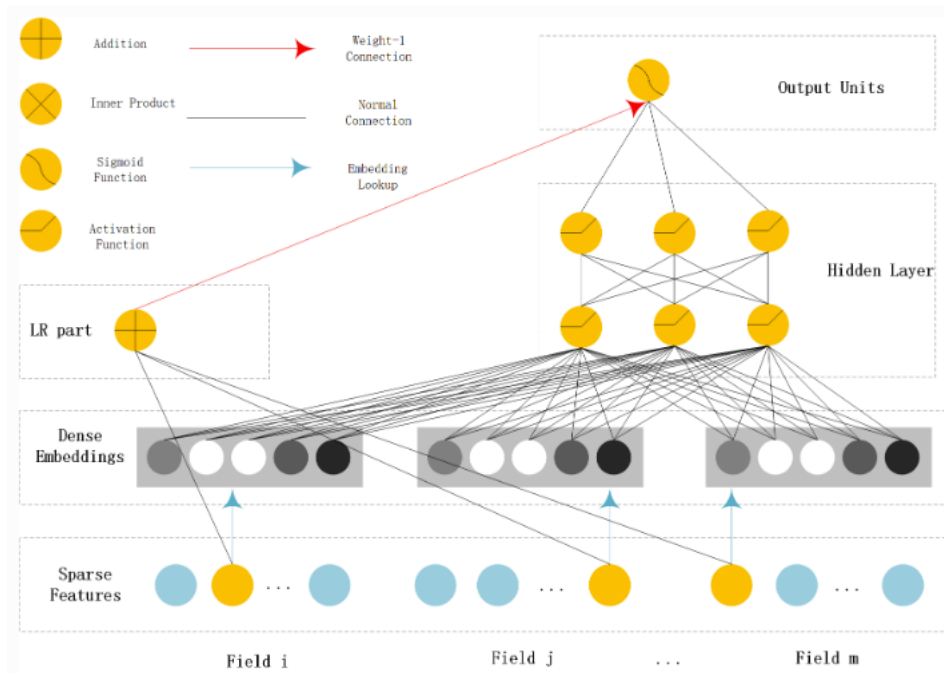 Addition
Weight-1
Connection
Inner Product
Normal
Connection
Sigmoid
Function
Embedding
Lookup
Activation
Function
Output Units
Hidden Layer
LR part
Dense
Embeddings
Sparse
Features
...
...
...
Field i
Field j
...
Field m